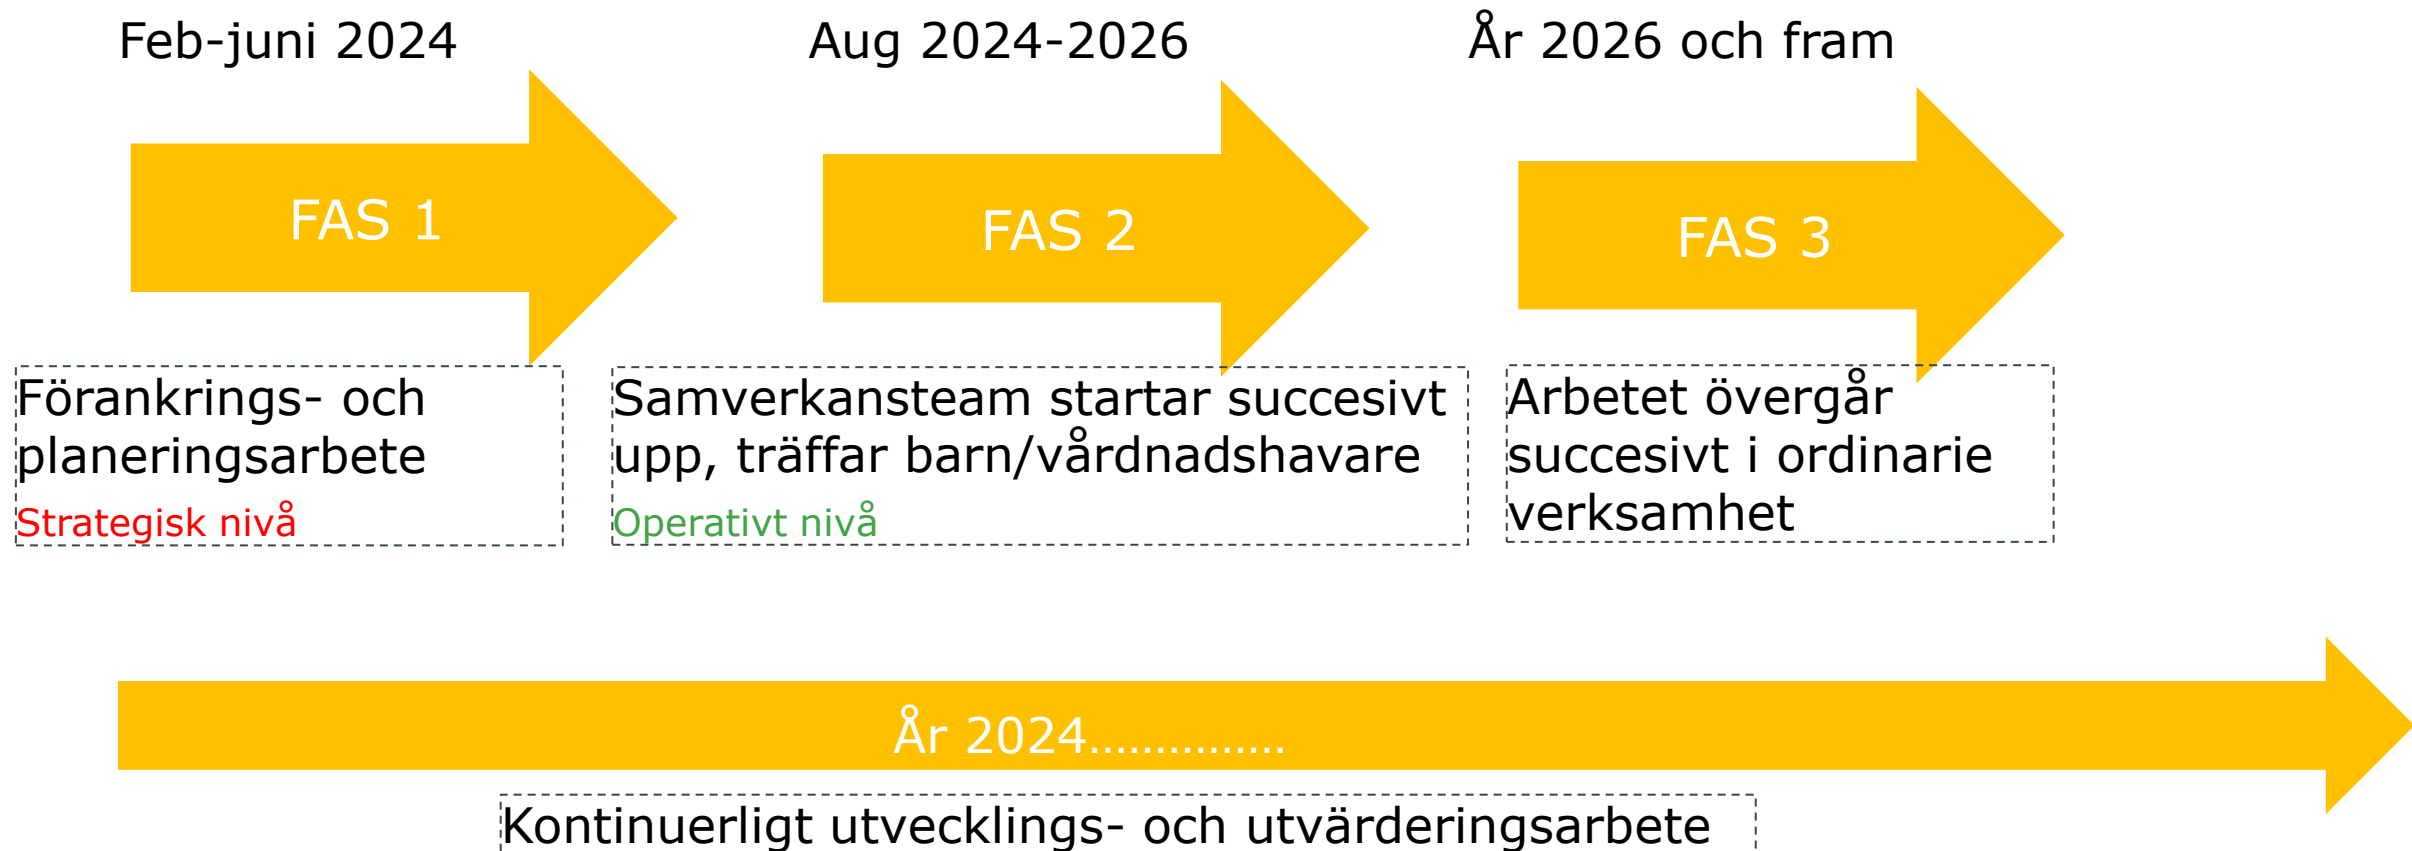 Feb-juni 2024
Aug 2024-2026
År 2026 och fram
FAS 1
FAS 2
FAS 3
Förankrings- och
planeringsarbete
Strategisk nivå
Samverkansteam startar succesivt
upp, träffar barn/vårdnadshavare
Operativt nivå
Arbetet övergår
succesivt i ordinarie
verksamhet
År 2024...............
Kontinuerligt utvecklings- och utvärderingsarbete